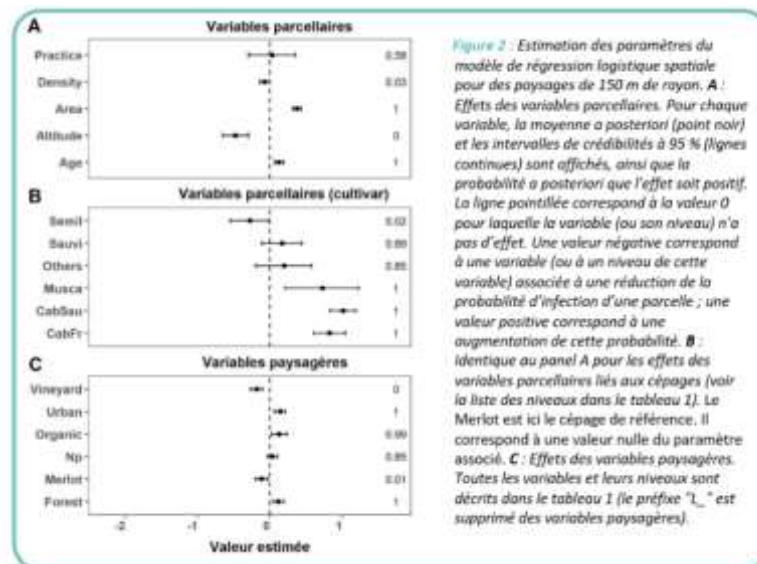 A
Variables parcellaires
Practice
0.59
Density
0.03
Area
1
Altitude
0
Age
1
B
Variables parcellaires (cultivar)
Semil
0.02
Sauvi
0.88
Others
0.85
Musca
1
CabSau
1
CabFr
1
C
Variables paysagères
Vineyard
0
Urban
1
Organic
0.99
Np
0.85
Merlot
0.01
Forest
1
-2
-1
0
1
Valeur estimée
Figure 2 : Estimation des paramètres du
modèle de régression logistique spatiale
pour des paysages de 150 m de rayon. A :
Effets des variables parcellaires. Pour chaque
variable, la moyenne a posteriori (point noir)
et les intervalles de crédibilités à 95 % (lignes
continues) sont affichés, ainsi que la
probabilité a posteriori que l'effet soit positif.
La ligne pointillée correspond à la valeur 0
pour laquelle la variable (ou son niveau) n'a
pas d'effet. Une valeur négative correspond
à une variable (ou à un niveau de cette
variable) associée à une réduction de la
probabilité d'infection d'une parcelle ; une
valeur positive correspond à une
augmentation de cette probabilité. B :
Identique au panel A pour les effets des
variables parcellaires liés aux cépages (voir
la liste des niveaux dans le tableau 1). Le
Merlot est ici le cépage de référence. Il
correspond à une valeur nulle du paramètre
associé. C : Effets des variables paysagères.
Toutes les variables et leurs niveaux sont
décrits dans le tableau 1 (le préfixe "L_" est
supprimé des variables paysagères).